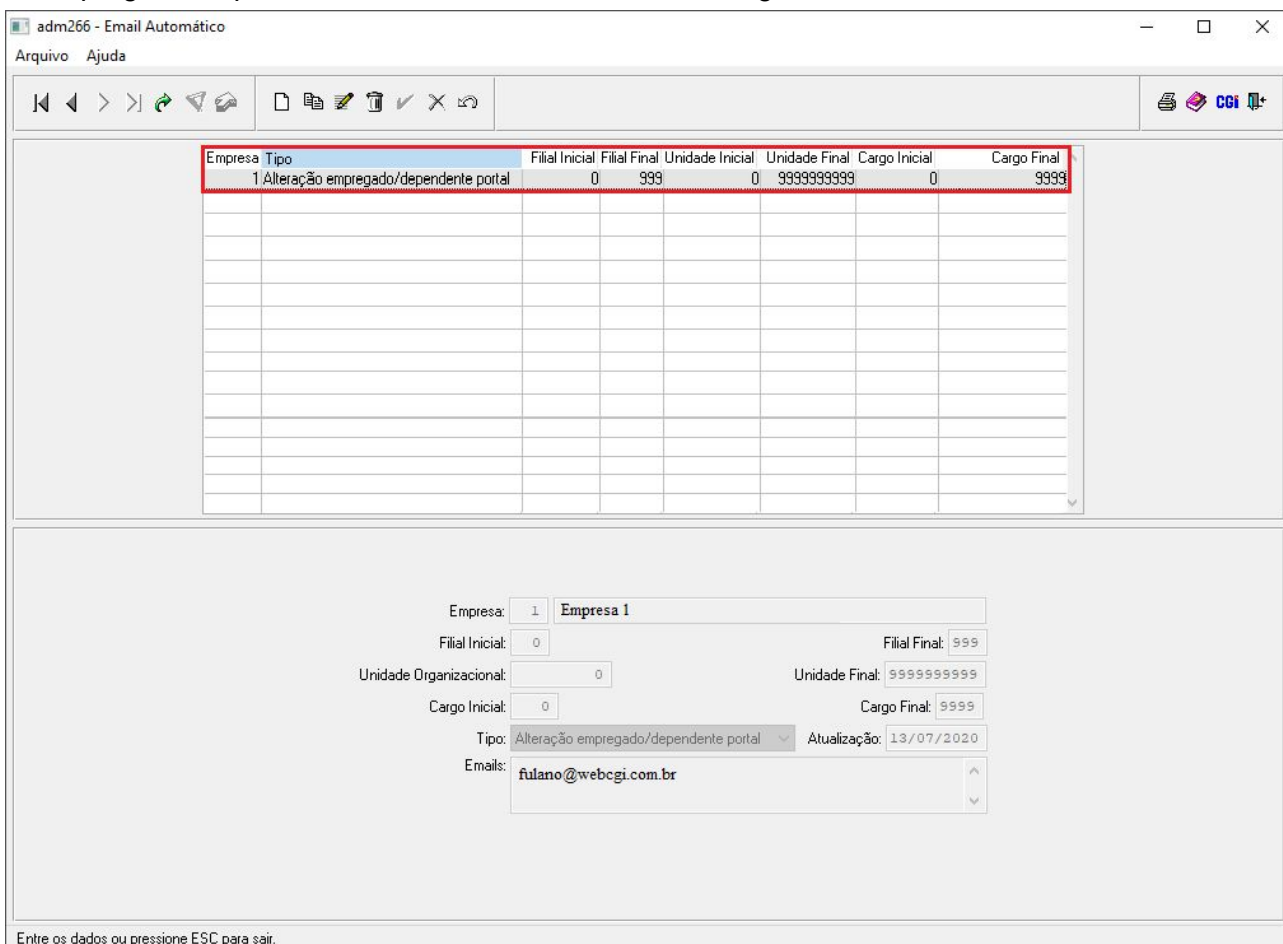 adm266 - Email Automático
Arquivo Ajuda
CGi
Empresa Tipo Filial Inicial Filial Final Unidade Inicial Unidade Final Cargo Inicial Cargo Final
1 Alteração empregado/dependente portal 0 999 0 9999999999 0 9999
Empresa: 1 Empresa 1
Filial Inicial: 0 Filial Final: 999
Unidade Organizacional: 0 Unidade Final: 9999999999
Cargo Inicial: 0 Cargo Final: 9999
Tipo: Alteração empregado/dependente portal Atualização: 13/07/2020
Emails: fulano@webcgi.com.br
Entre os dados ou pressione ESC para sair.